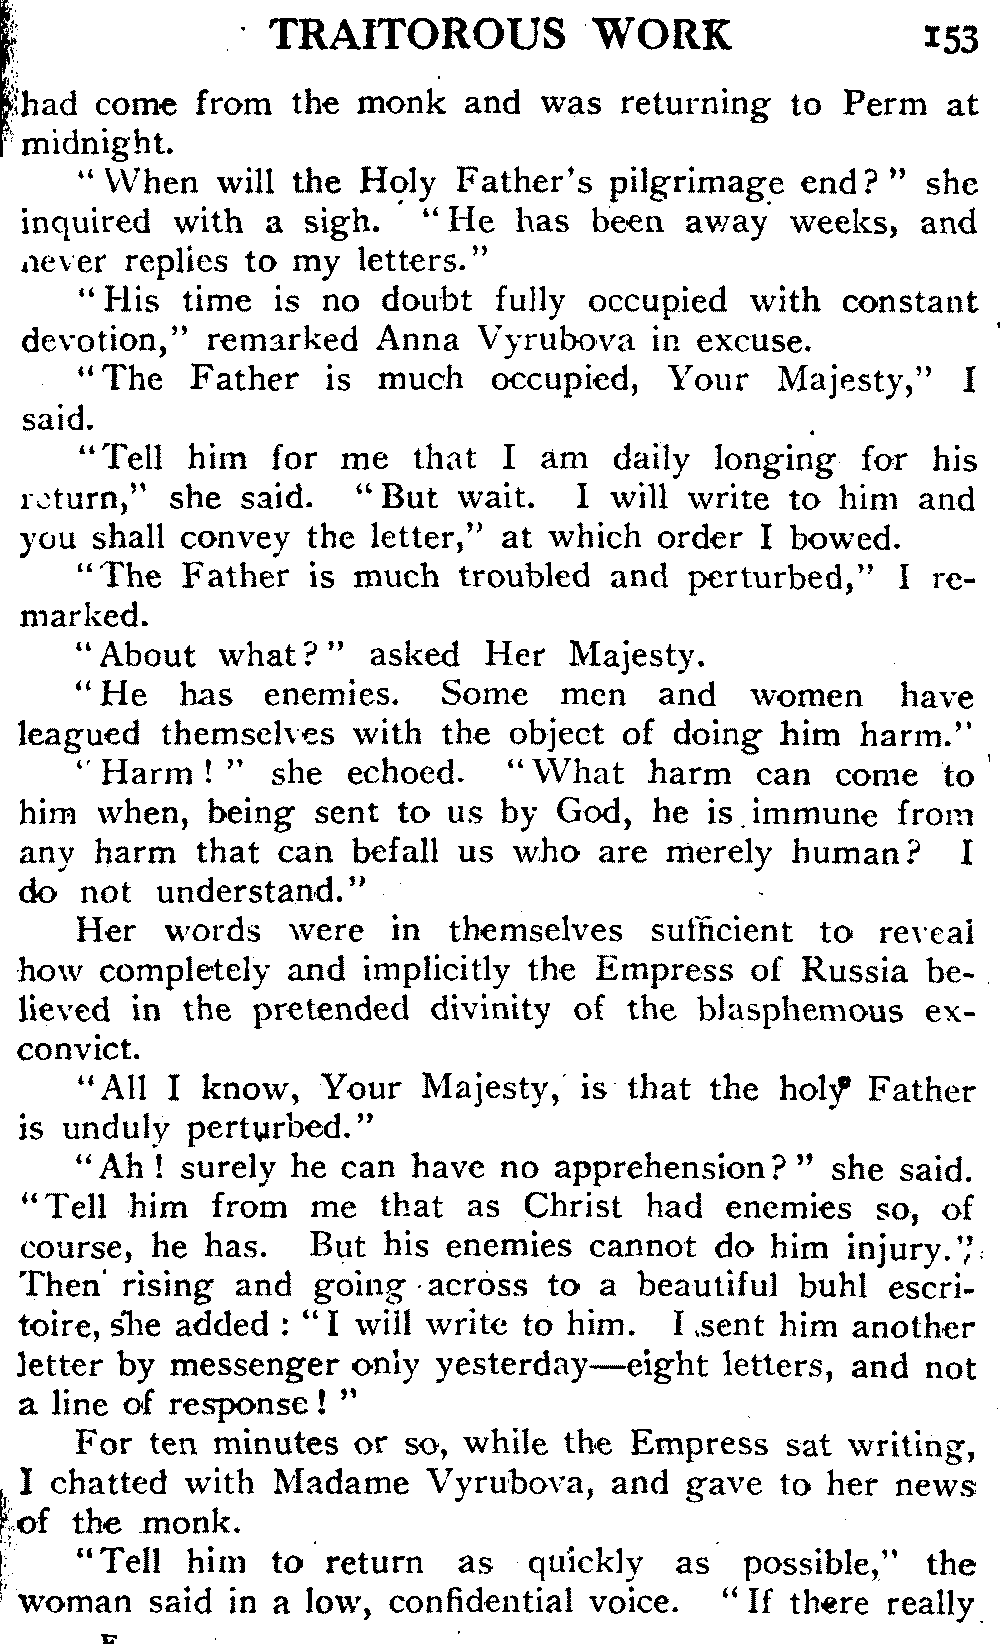 TRAITOROUS WORK 153
had come from the monk and was returning to Perm at
midnight.
"When will the Holy Father's pilgrimage end?" she
inquired with a sigh. "He has been away weeks, and
never replies to my letters."
"His time is no doubt fully occupied with constant
devotion," remarked Anna Vyrubova in excuse.
"The Father is much occupied, Your Majesty," I
said.
"Tell him for me that I am daily longing for his
return," she said. "But wait. I will write to him and
you shall convey the letter," at which order I bowed.
"The Father is much troubled and perturbed," I re-
marked.
"About what?" asked Her Majesty.
"He has enemies. Some men and women have
leagued themselves with the object of doing him harm."
"Harm!" she echoed. "What harm can come to
him when, being sent to us by God, he is immune from
any harm that can befall us who are merely human? I
do not understand."
Her words were in themselves sufficient to reveal
how completely and implicitly the Empress of Russia be-
lieved in the pretended divinity of the blasphemous ex-
convict.
"All I know, Your Majesty, is that the holy Father
is unduly perturbed."
"Ah! surely he can have no apprehension?" she said.
"Tell him from me that as Christ had enemies so, of
course, he has. But his enemies cannot do him injury."
Then rising and going across to a beautiful buhl escri-
toire, she added: "I will write to him. I sent him another
letter by messenger only yesterday—eight letters, and not
a line of response!"
For ten minutes or so, while the Empress sat writing,
I chatted with Madame Vyrubova, and gave to her news
of the monk.
"Tell him to return as quickly as possible," the
woman said in a low, confidential voice. "If there really
F